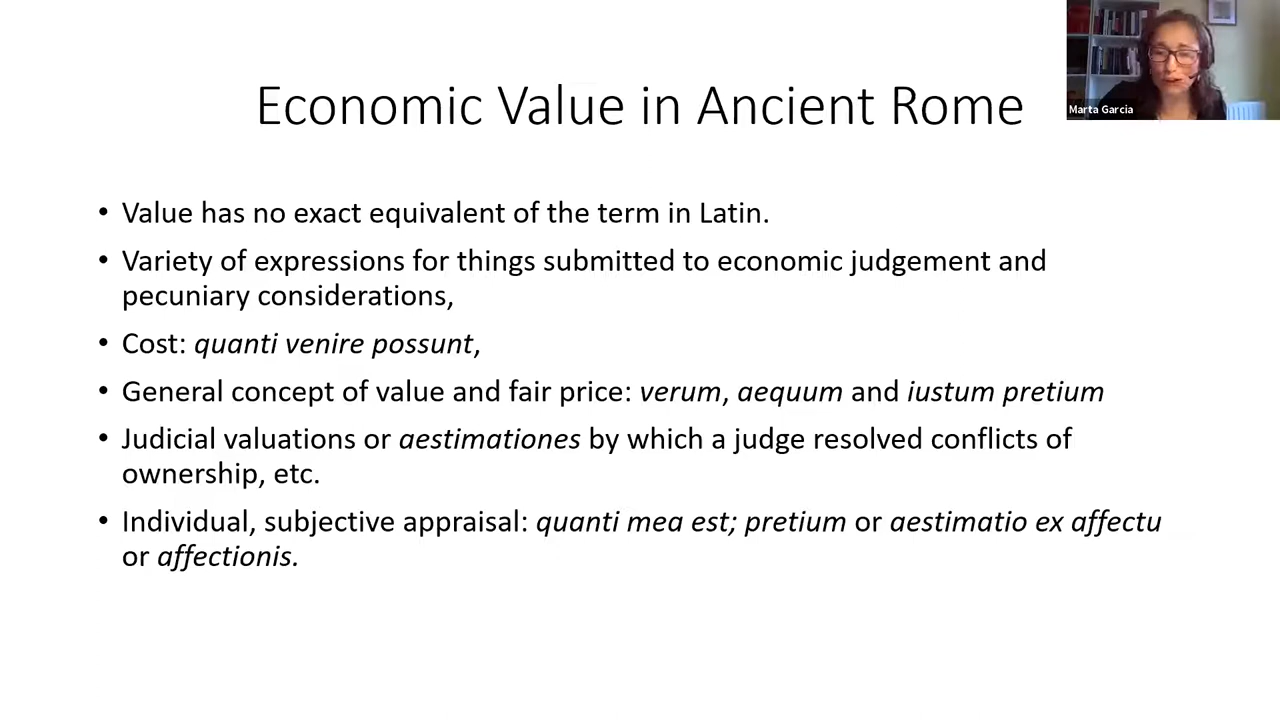 Marta Garcia
Economic Value in Ancient Rome
• Value has no exact equivalent of the term in Latin.
• Variety of expressions for things submitted to economic judgement and
pecuniary considerations,
• Cost: quanti venire possunt,
• General concept of value and fair price: verum, aequum and iustum pretium
• Judicial valuations or aestimationes by which a judge resolved conflicts of
ownership, etc.
• Individual, subjective appraisal: quanti mea est; pretium or aestimatio ex affectu
or affectionis.